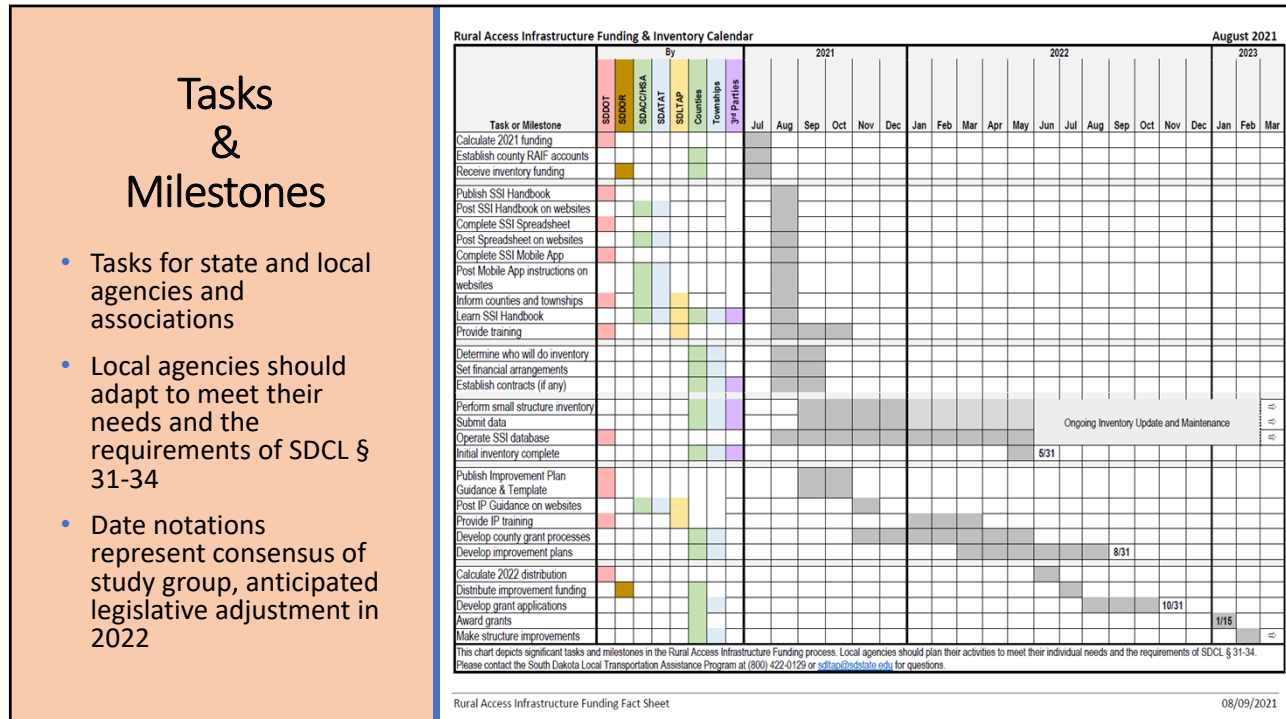 Tasks
&
Milestones
• Tasks for state and local
agencies and
associations
• Local agencies should
adapt to meet their
needs and the
requirements of SDCL §
31-34
• Date notations
represent consensus of
study group, anticipated
legislative adjustment in
2022
Rural Access Infrastructure Funding & Inventory Calendar August 2021
By 2021 2022 2023
Task or Milestone SDDOT SDDOR SDACC/HSA SDATAT SDLTAP Counties Townships 3rd Parties Jul Aug Sep Oct Nov Dec Jan Feb Mar Apr May Jun Jul Aug Sep Oct Nov Dec Jan Feb Mar
Calculate 2021 funding
Establish county RAIF accounts
Receive inventory funding
Publish SSI Handbook
Post SSI Handbook on websites
Complete SSI Spreadsheet
Post Spreadsheet on websites
Complete SSI Mobile App
Post Mobile App instructions on
websites
Inform counties and townships
Learn SSI Handbook
Provide training
Determine who will do inventory
Set financial arrangements
Establish contracts (if any)
Perform small structure inventory ⇨
Submit data Ongoing Inventory Update and Maintenance ⇨
Operate SSI database ⇨
Initial inventory complete 5/31
Publish Improvement Plan
Guidance & Template
Post IP Guidance on websites
Provide IP training
Develop county grant processes
Develop improvement plans 8/31
Calculate 2022 distribution
Distribute improvement funding
Develop grant applications 10/31
Award grants 1/15
Make structure improvements ⇨
This chart depicts significant tasks and milestones in the Rural Access Infrastructure Funding process. Local agencies should plan their activities to meet their individual needs and the requirements of SDCL § 31-34.
Please contact the South Dakota Local Transportation Assistance Program at (800) 422-0129 or sdltap@sdstate.edu for questions.
Rural Access Infrastructure Funding Fact Sheet 08/09/2021